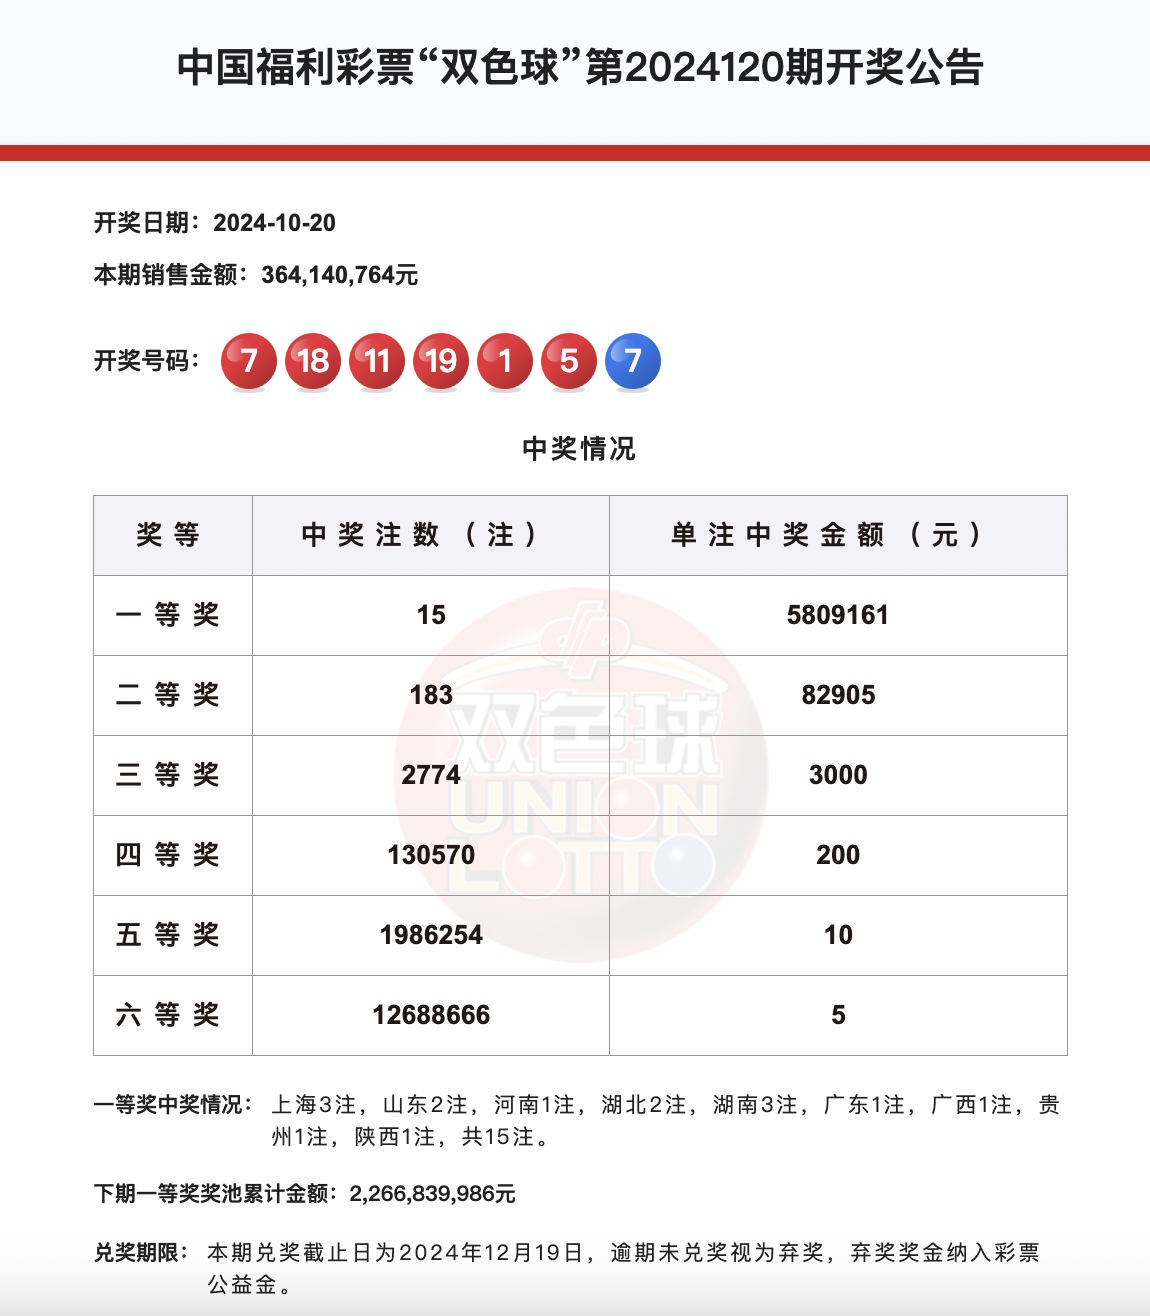 中国福利彩票“双色球”第2024120期开奖公告
开奖日期：2024-10-20
本期销售金额：364,140,764元
开奖号码： 7 18 11 19 1 5 7
中奖情况
奖等 中奖注数（注） 单注中奖金额（元）
一等奖 15 5809161
二等奖 183 82905
三等奖 2774 3000
四等奖 130570 200
五等奖 1986254 10
六等奖 12688666 5
双色球
UNION
LOTTO
一等奖中奖情况： 上海3注，山东2注，河南1注，湖北2注，湖南3注，广东1注，广西1注，贵
州1注，陕西1注，共15注。
下期一等奖奖池累计金额：2,266,839,986元
兑奖期限： 本期兑奖截止日为2024年12月19日，逾期未兑奖视为弃奖，弃奖奖金纳入彩票
公益金。